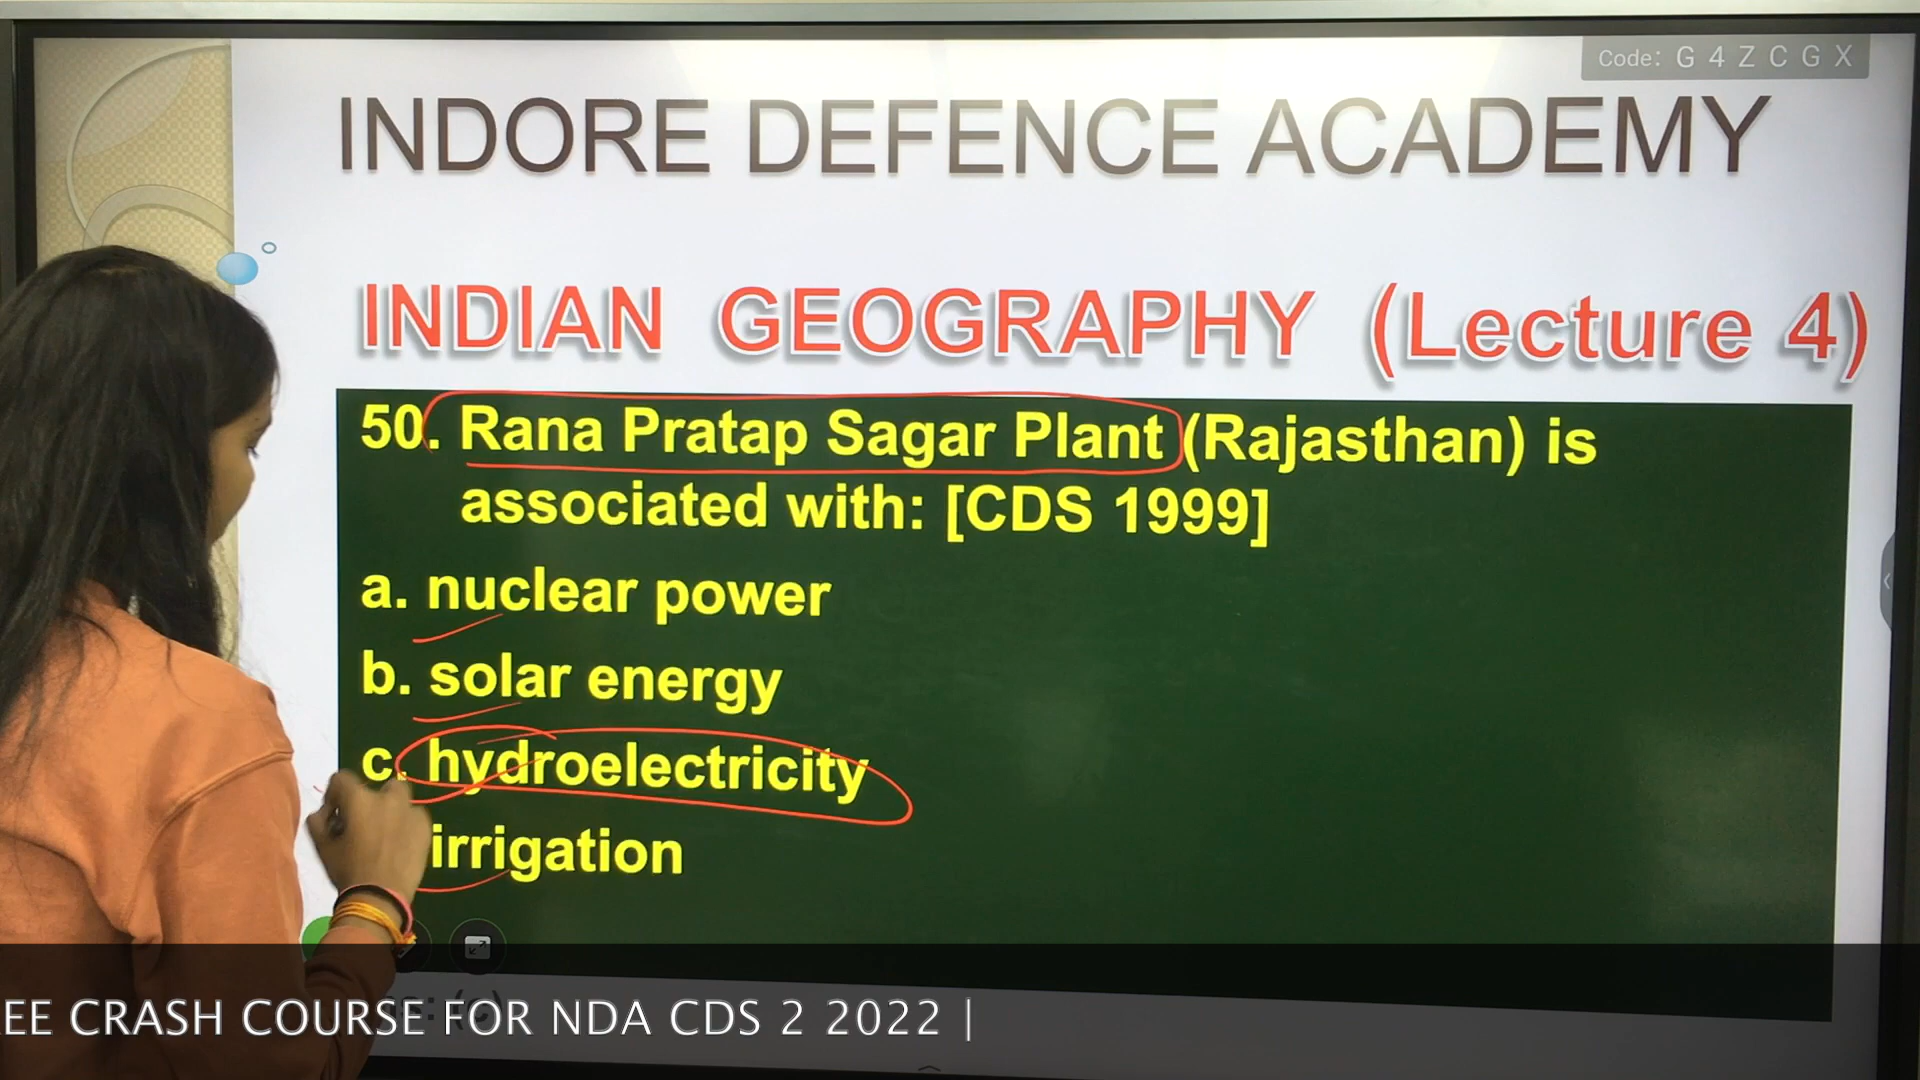 Code: G 4 Z C G X
INDORE DEFENCE ACADEMY
INDIAN GEOGRAPHY (Lecture 4)
50. Rana Pratap Sagar Plant (Rajasthan) is
associated with: [CDS 1999]
a. nuclear power
b. solar energy
c. hydroelectricity
irrigation
EE CRASH COURSE FOR NDA CDS 2 2022 |